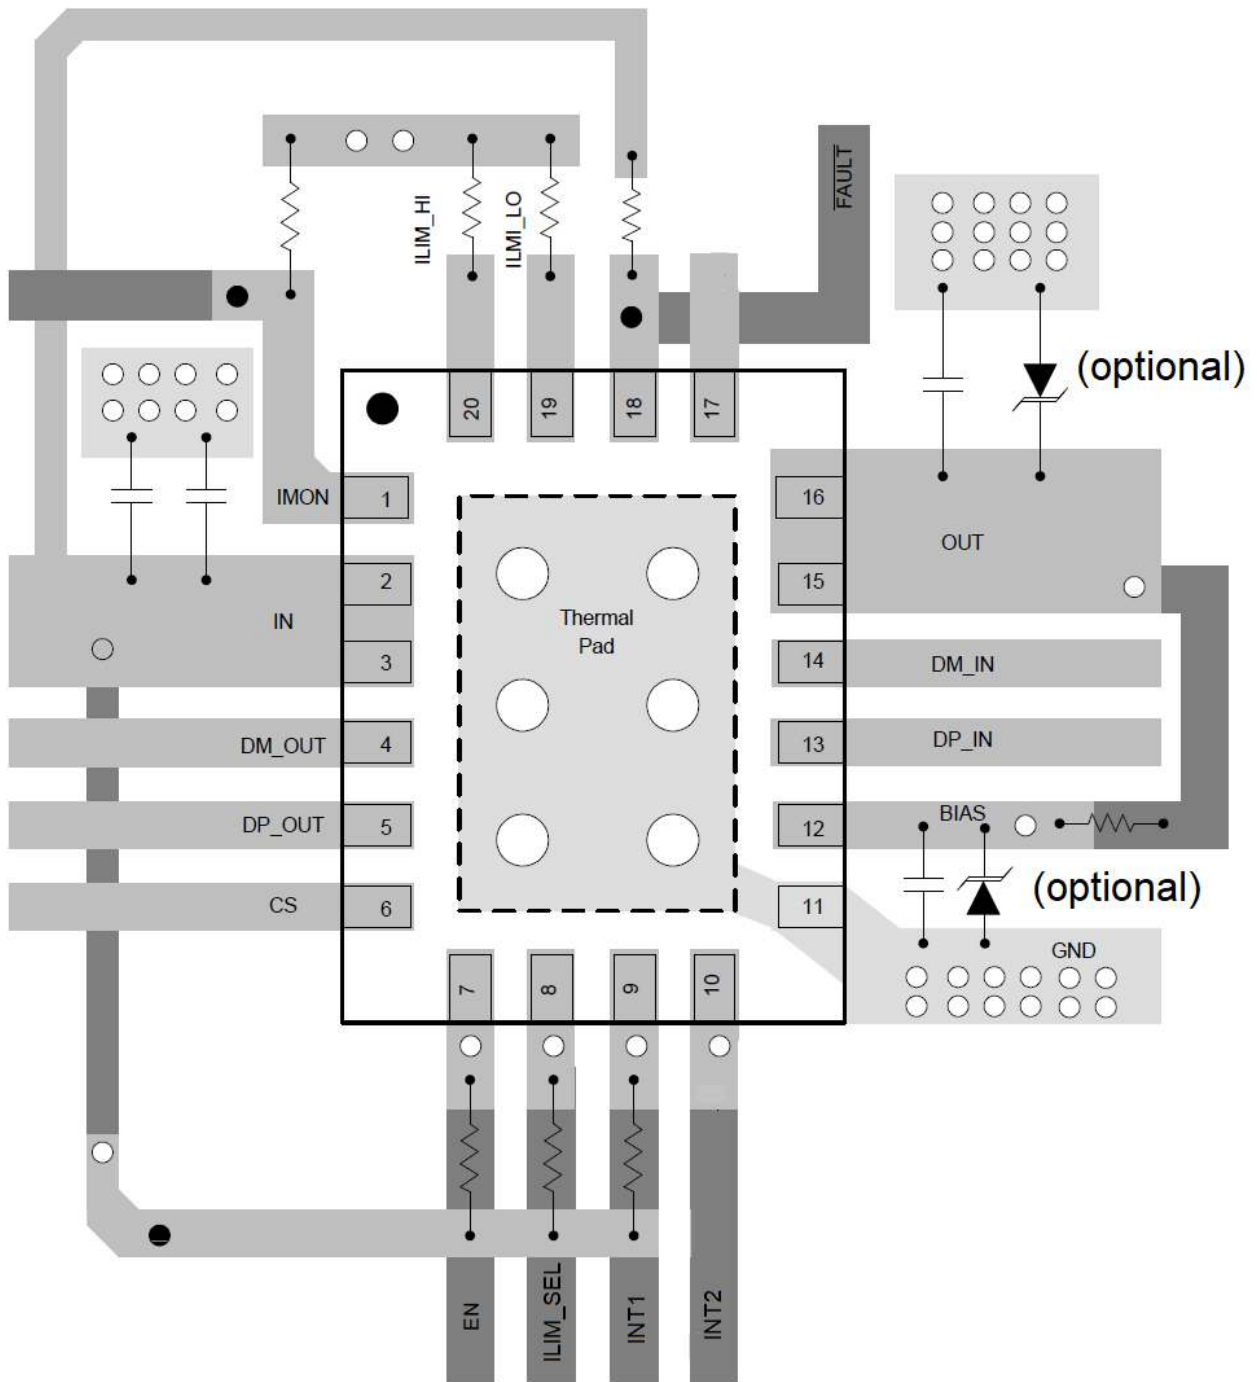 ILIM_HI
ILMI_LO
FAULT
(optional)
20
19
18
17
IMON
1
16
OUT
2
15
IN
Thermal
Pad
3
14
DM_IN
DM_OUT
4
13
DP_IN
DP_OUT
5
12
BIAS
CS
6
11
(optional)
GND
7
8
9
10
EN
ILIM_SEL
INT1
INT2